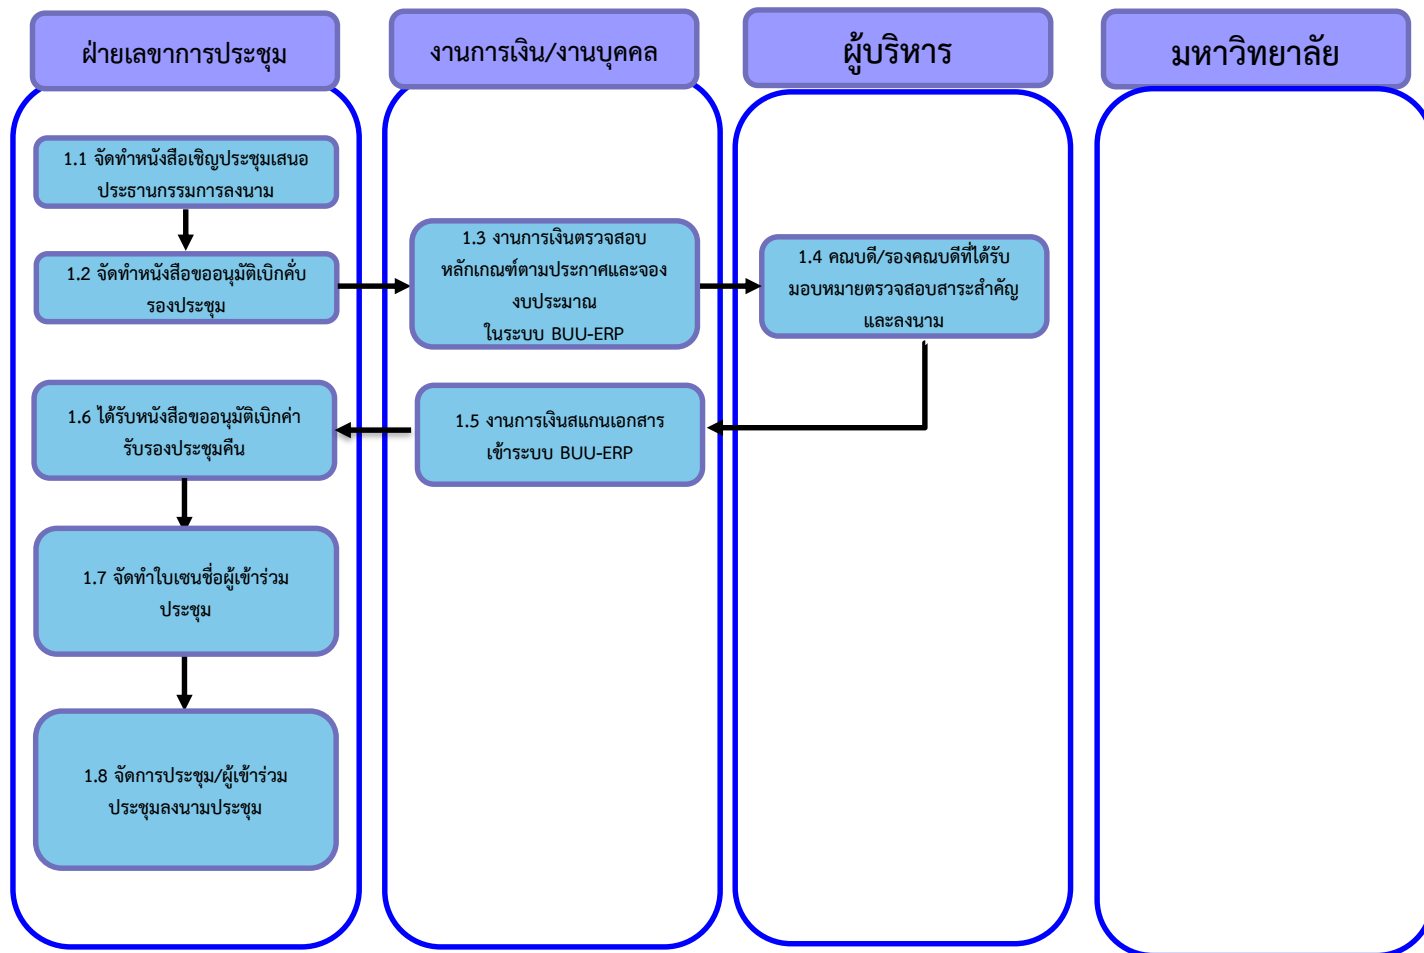 ฝ่ายเลขาการประชุม
งานการเงิน/งานบุคคล
ผู้บริหาร
มหาวิทยาลัย
1.1 จัดทำหนังสือเชิญประชุมเสนอ
ประธานกรรมการลงนาม
1.2 จัดทำหนังสือขออนุมัติเบิกคั่บ
รองประชุม
1.3 งานการเงินตรวจสอบ
หลักเกณฑ์ตามประกาศและจอง
งบประมาณ
ในระบบ BUU-ERP
1.4 คณบดี/รองคณบดีที่ได้รับ
มอบหมายตรวจสอบสาระสำคัญ
และลงนาม
1.5 งานการเงินสแกนเอกสาร
เข้าระบบ BUU-ERP
1.6 ได้รับหนังสือขออนุมัติเบิกค่า
รับรองประชุมคืน
1.7 จัดทำใบเซนชื่อผู้เข้าร่วม
ประชุม
1.8 จัดการประชุม/ผู้เข้าร่วม
ประชุมลงนามประชุม